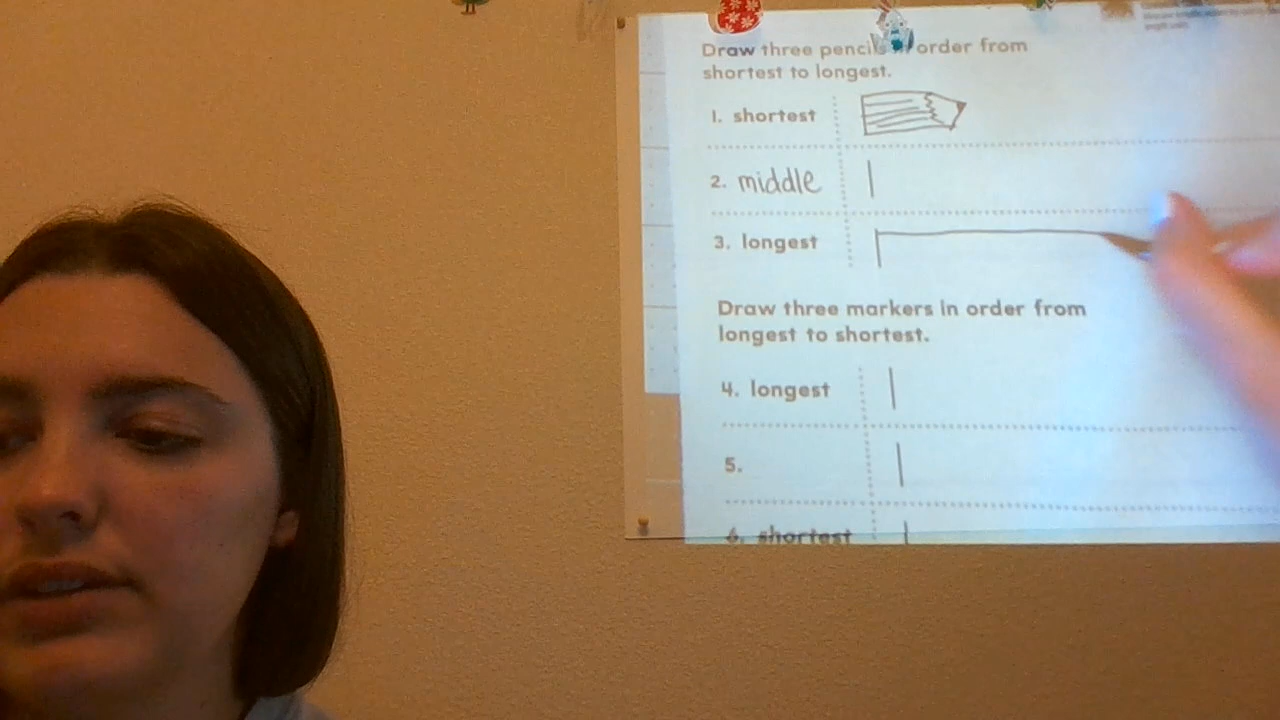 Draw three pencils order from
shortest to longest.
1. shortest
2. middle
3. longest
Draw three markers in order from
longest to shortest.
4. longest
5.
6. shortest